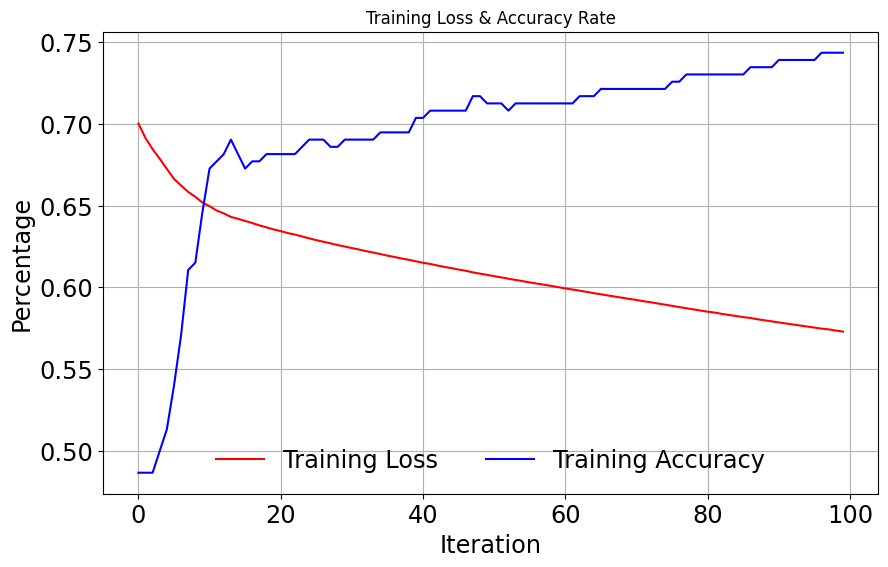 Training Loss & Accuracy Rate
0.75
0.70
0.65
0.60
0.55
0.50
Percentage
Training Loss Training Accuracy
0 20 40 60 80 100
Iteration